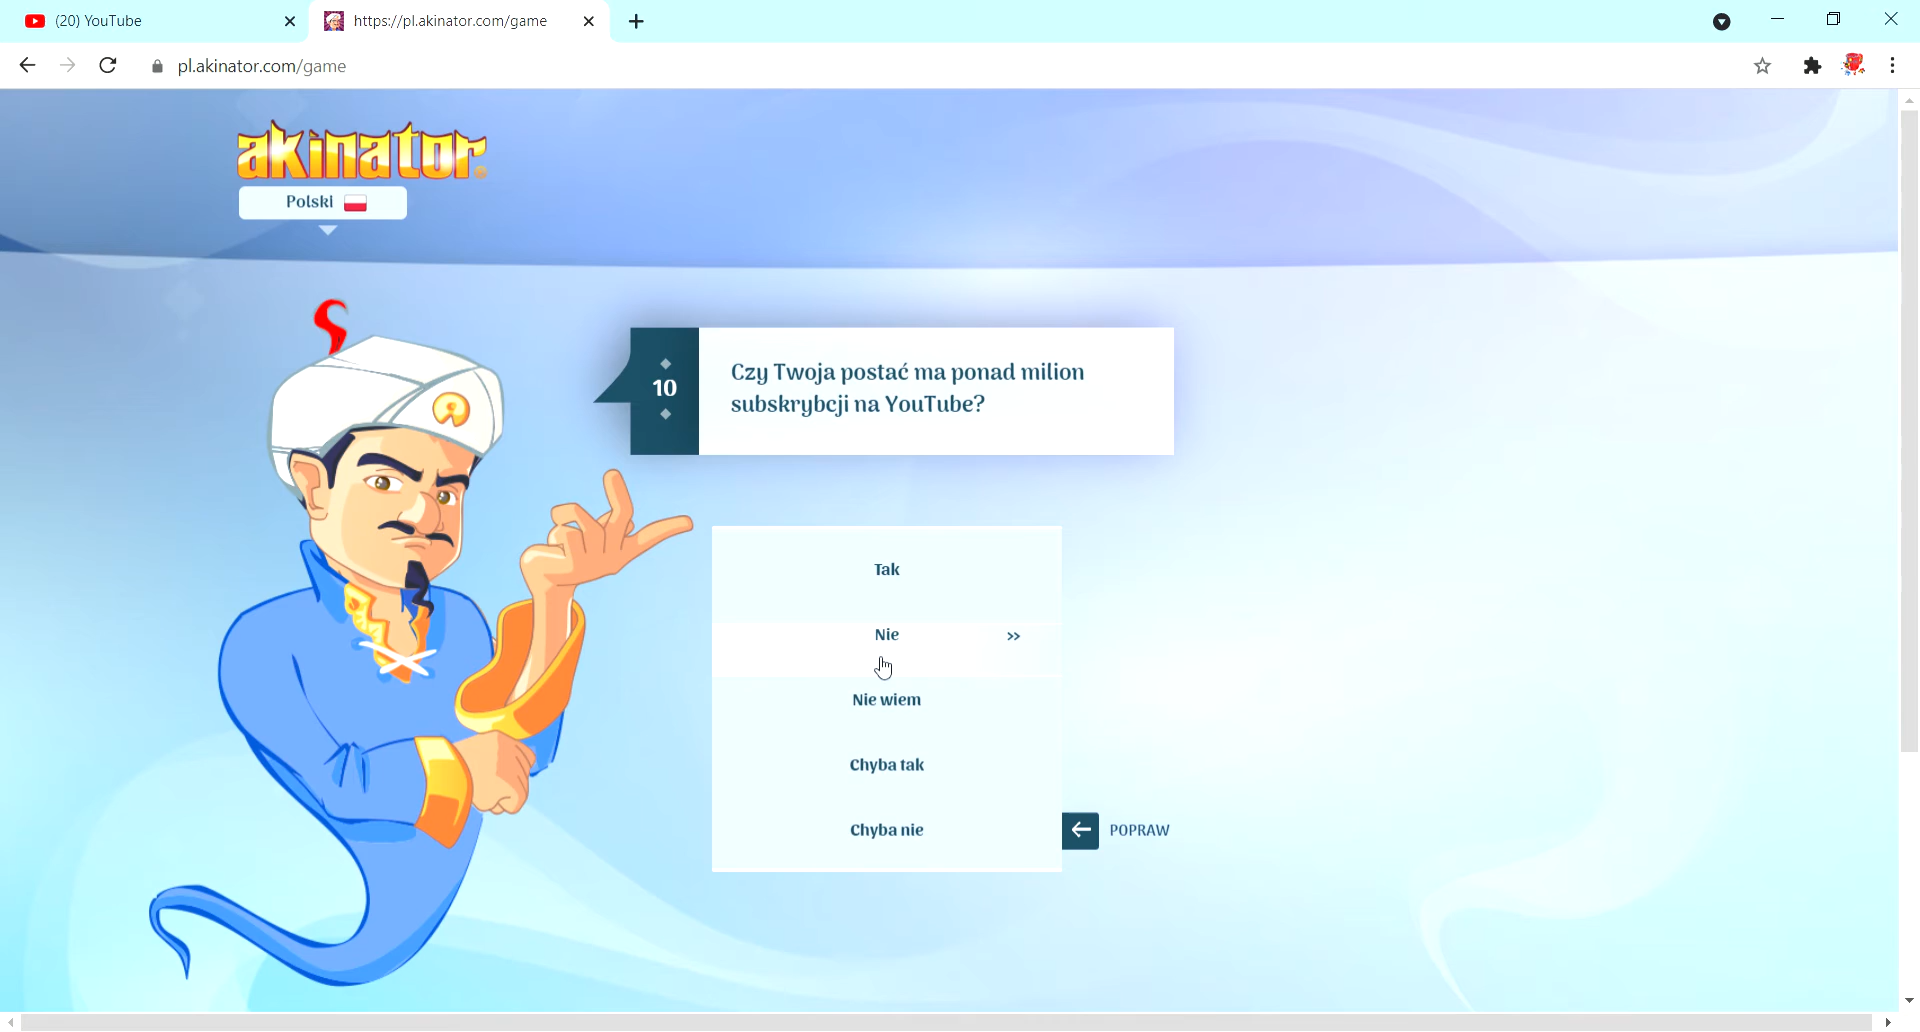 (20) YouTube
https://pl.akinator.com/game
pl.akinator.com/game
akinator
Polski
10
Czy Twoja postać ma ponad milion
subskrybcji na YouTube?
Tak
Nie >>
Nie wiem
Chyba tak
Chyba nie
POPRAW